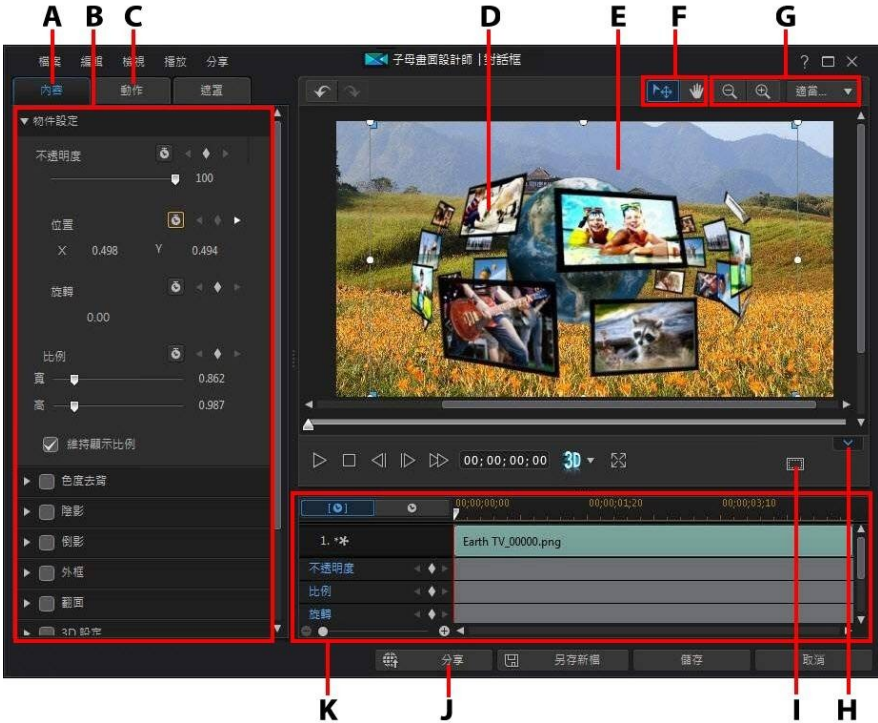 A B C D E F G
檔案 編輯 檢視 播放 分享
子母畫面設計師 | 對話框
?
內容 動作 遮罩
適當...
物件設定
不透明度
100
位置
X 0.498 Y 0.494
旋轉
0.00
比例
寬 0.862
高 0.987
維持顯示比例
色度去背
陰影
倒影
外框
翻面
3D 設定
00;00;00;00 3D
00;00;00;00 00;00;01;20 00;00;03;10
1. **
Earth TV_00000.png
不透明度
比例
旋轉
分享 另存新檔 儲存 取消
K J I H